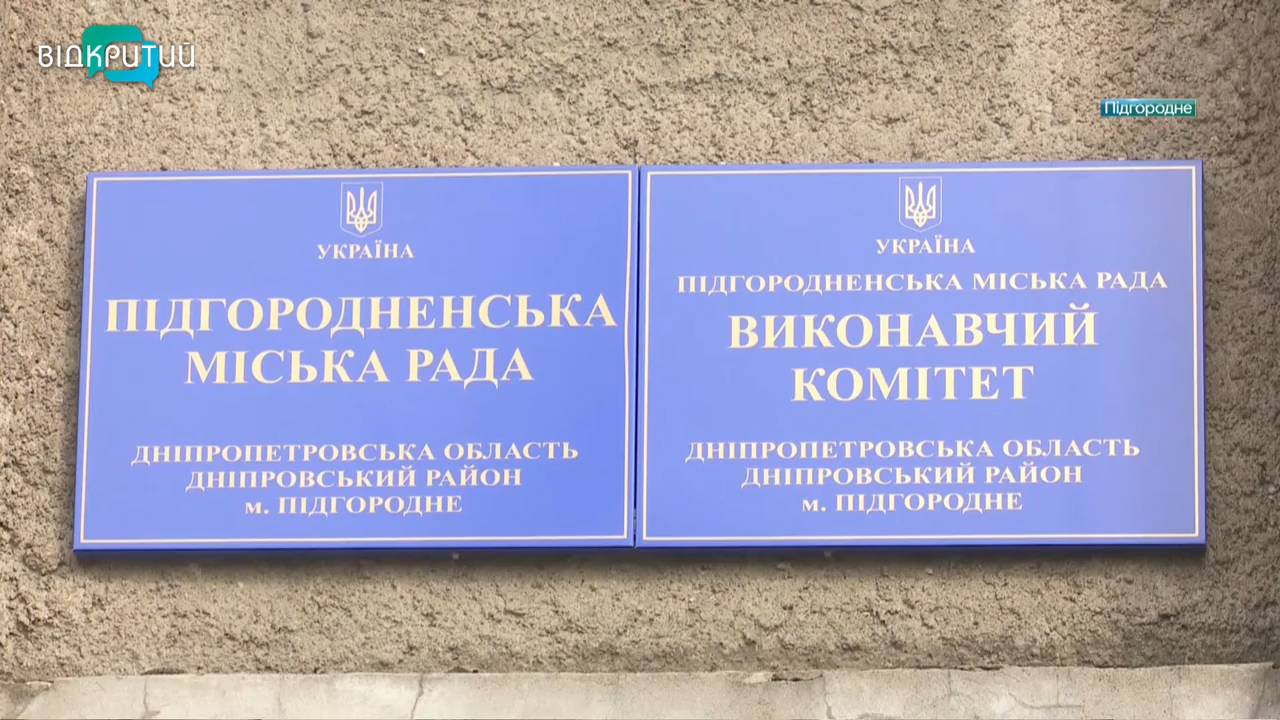 ВІДКРИТИЙ
Підгородне
УКРАЇНА
ПІДГОРОДНЕНСЬКА
МІСЬКА РАДА
ДНІПРОПЕТРОВСЬКА ОБЛАСТЬ
ДНІПРОВСЬКИЙ РАЙОН
м. ПІДГОРОДНЕ
УКРАЇНА
ПІДГОРОДНЕНСЬКА МІСЬКА РАДА
ВИКОНАВЧИЙ
КОМІТЕТ
ДНІПРОПЕТРОВСЬКА ОБЛАСТЬ
ДНІПРОВСЬКИЙ РАЙОН
м. ПІДГОРОДНЕ